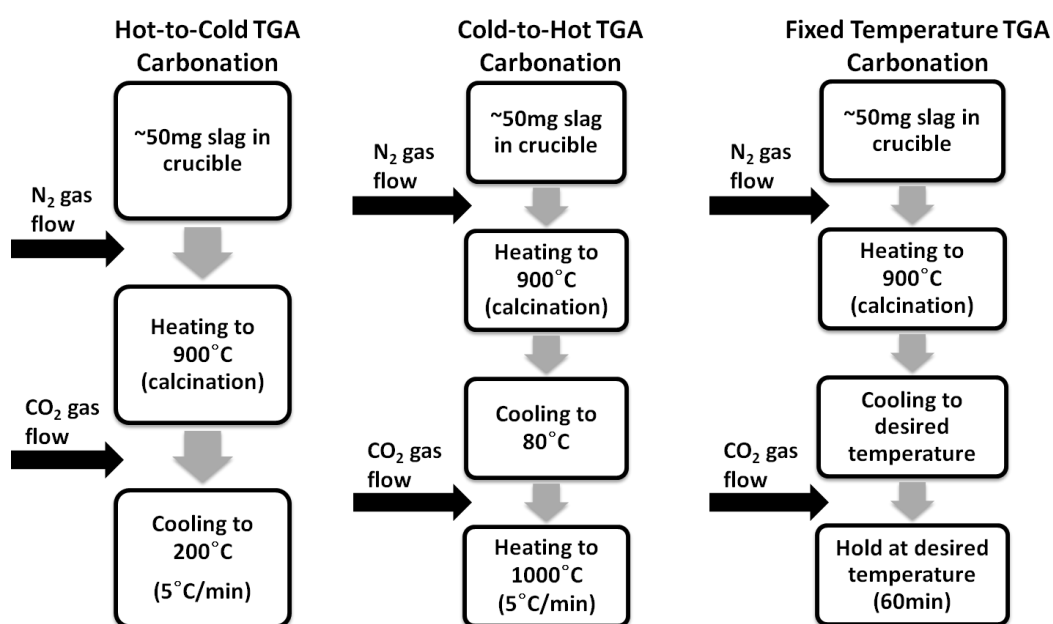 Hot-to-Cold TGA
Carbonation
~50mg slag in
crucible
N₂ gas
flow
Heating to
900°C
(calcination)
CO₂ gas
flow
Cooling to
200°C
(5°C/min)
Cold-to-Hot TGA
Carbonation
~50mg slag
in crucible
N₂ gas
flow
Heating to
900°C
(calcination)
Cooling to
80°C
CO₂ gas
flow
Heating to
1000°C
(5°C/min)
Fixed Temperature TGA
Carbonation
~50mg slag in
crucible
N₂ gas
flow
Heating to
900°C
(calcination)
Cooling to
desired
temperature
CO₂ gas
flow
Hold at desired
temperature
(60min)